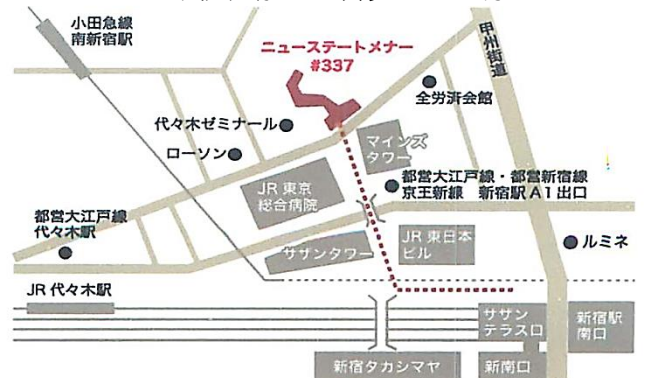 小田急線
南新宿駅
ニューステートメナー
#337
甲州街道
全労済会館
代々木ゼミナール
ローソン
マインズ
タワー
JR 東京
総合病院
都営大江戸線・都営新宿線
京王新線 新宿駅 A1 出口
都営大江戸線
代々木駅
サザンタワー
JR 東日本
ビル
ルミネ
JR 代々木駅
サザン
テラス口
新宿駅
南口
新宿タカシマヤ
新南口